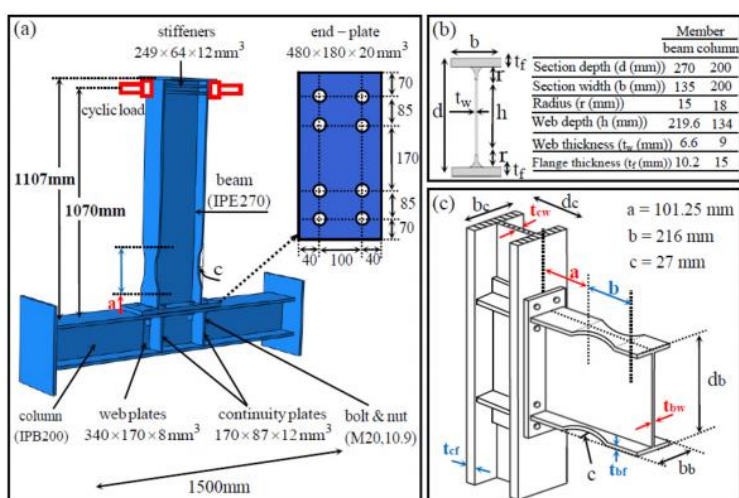 (a)
stiffeners
249×64×12mm³
end – plate
480×180×20mm³
cyclic load
1107mm
1070mm
beam
(IPE270)
c
a
70
85
170
85
70
40 100 40
column
(IPB200)
web plates
340×170×8mm³
continuity plates
170×87×12mm³
bolt & nut
(M20,10.9)
1500mm
(b)
b
tf
r
tw
h
d
r
tf
Member
beam column
Section depth (d (mm)) 270 200
Section width (b (mm)) 135 200
Radius (r (mm)) 15 18
Web depth (h (mm)) 219.6 134
Web thickness (tw (mm)) 6.6 9
Flange thickness (tf (mm)) 10.2 15
(c)
bc
dc
tcw
a = 101.25 mm
b = 216 mm
c = 27 mm
a
b
db
tbw
tcf
c
tbf
bb